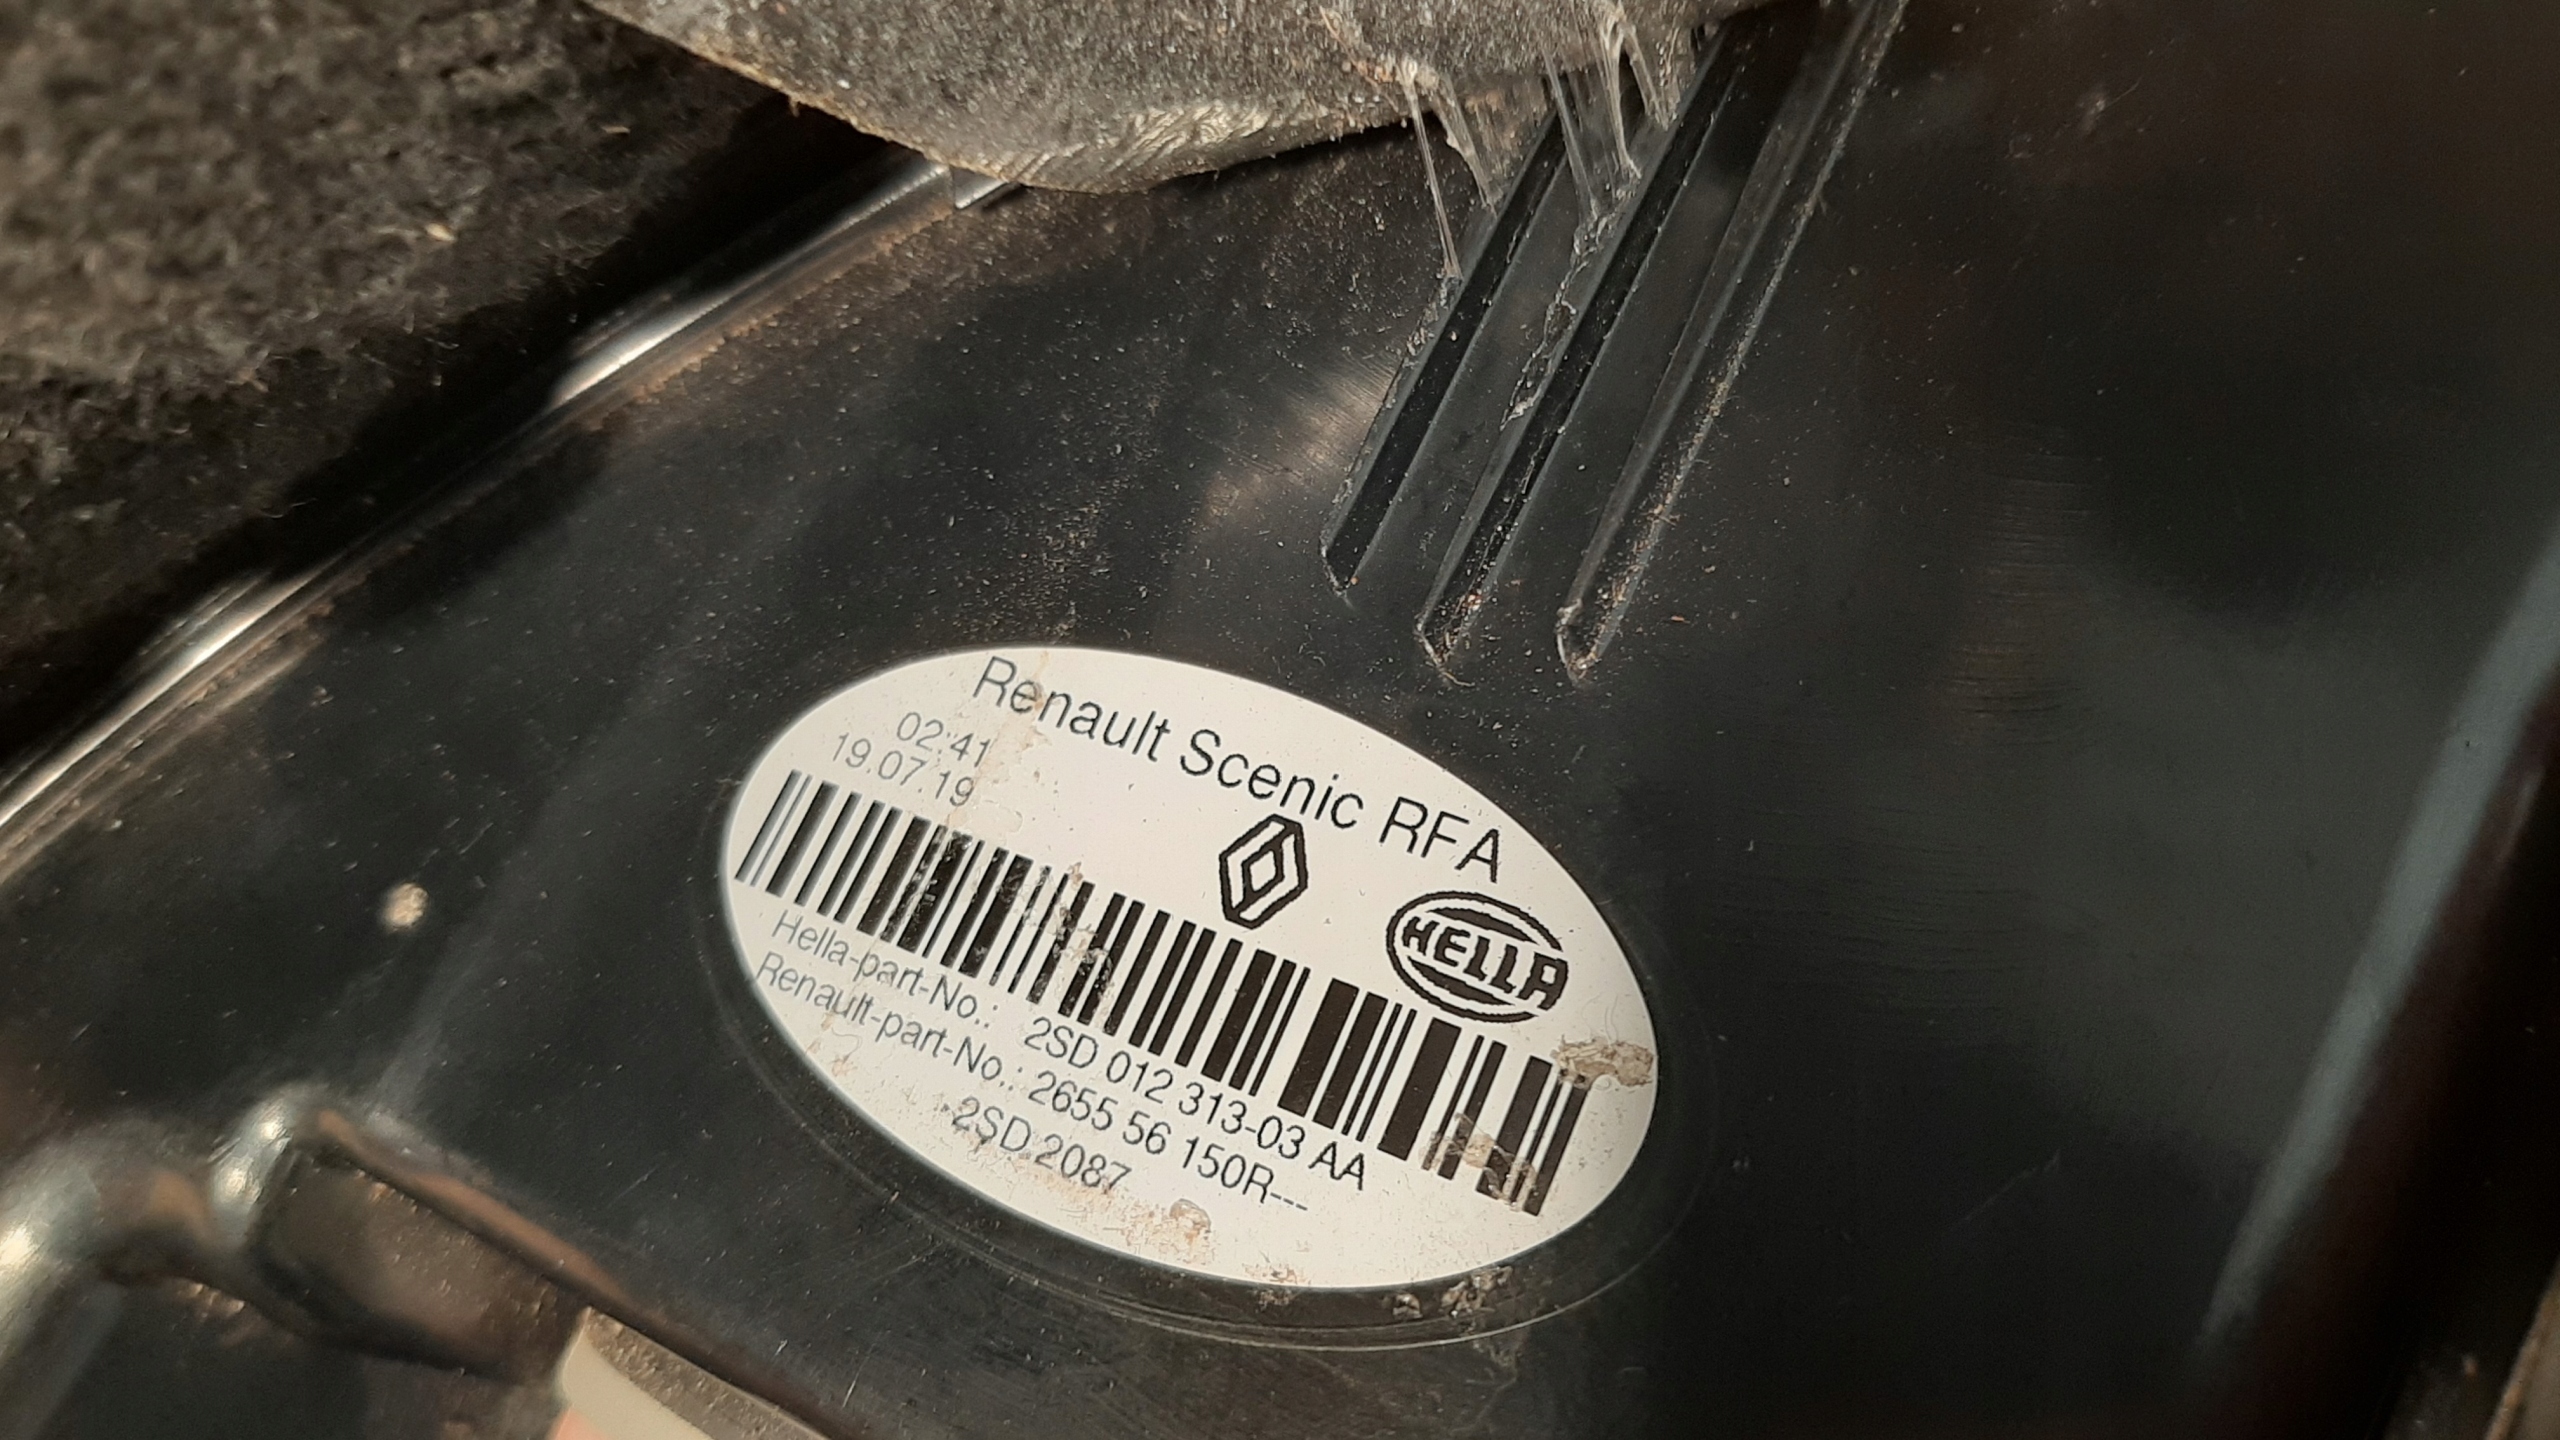 Renault Scenic RFA
02:41
19.07.19
HELLA
Hella-part-No.: 2SD 012 313-03 AA
Renault-part-No.: 2655 56 150R---
2SD 2087